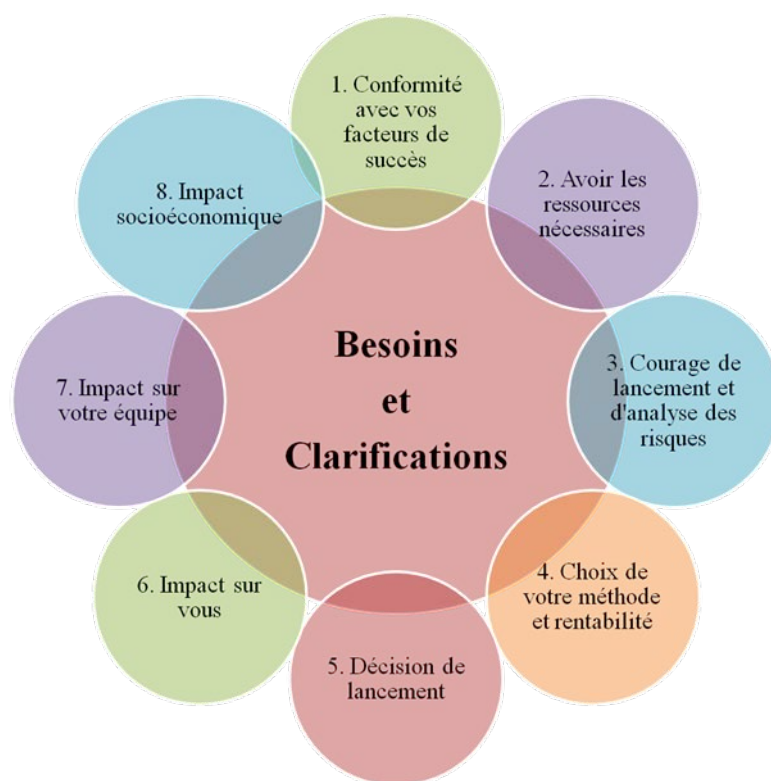 1. Conformité
avec vos
facteurs de
succès
2. Avoir les
ressources
nécessaires
3. Courage de
lancement et
d'analyse des
risques
4. Choix de
votre méthode
et rentabilité
5. Décision de
lancement
6. Impact sur
vous
7. Impact sur
votre équipe
8. Impact
socioéconomique
Besoins
et
Clarifications